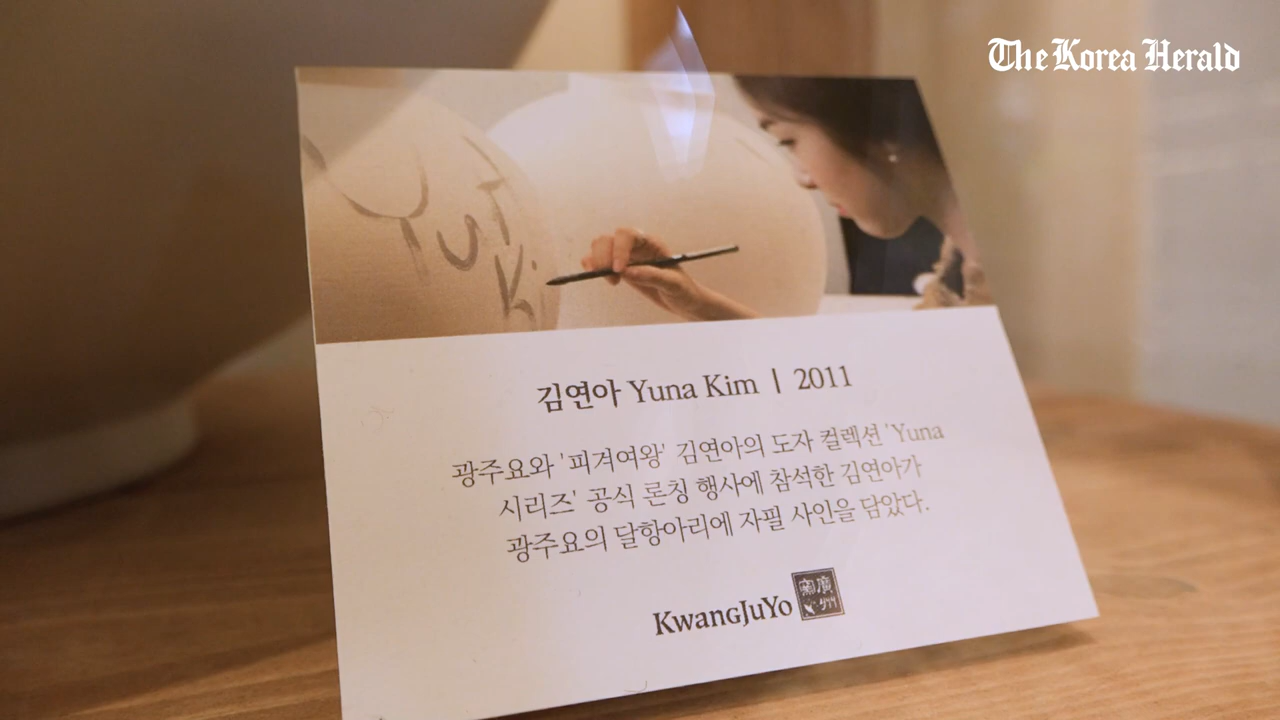 The Korea Herald
Yu
Ki
김연아 Yuna Kim | 2011
광주요와 '피겨여왕' 김연아의 도자 컬렉션 'Yuna
시리즈' 공식 론칭 행사에 참석한 김연아가
광주요의 달항아리에 자필 사인을 담았다.
KwangJuYo